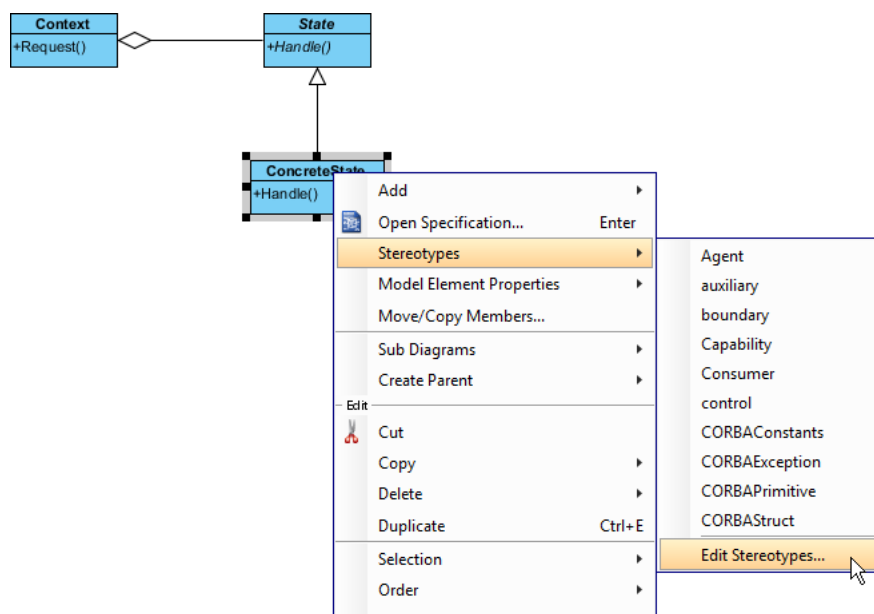 Context
+Request()
State
+Handle()
ConcreteState
+Handle()
Add
Open Specification... Enter
Stereotypes
Model Element Properties
Move/Copy Members...
Sub Diagrams
Create Parent
Edit
Cut
Copy
Delete
Duplicate Ctrl+E
Selection
Order
Agent
auxiliary
boundary
Capability
Consumer
control
CORBAConstants
CORBAException
CORBAPrimitive
CORBAStruct
Edit Stereotypes...